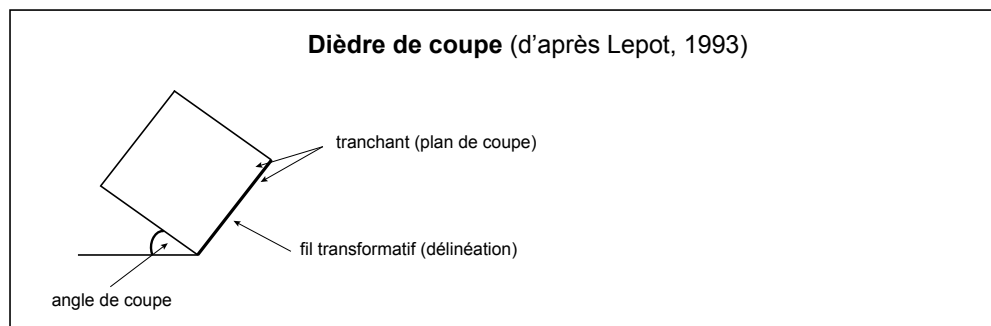 Dièdre de coupe (d'après Lepot, 1993)
tranchant (plan de coupe)
fil transformatif (délinéation)
angle de coupe